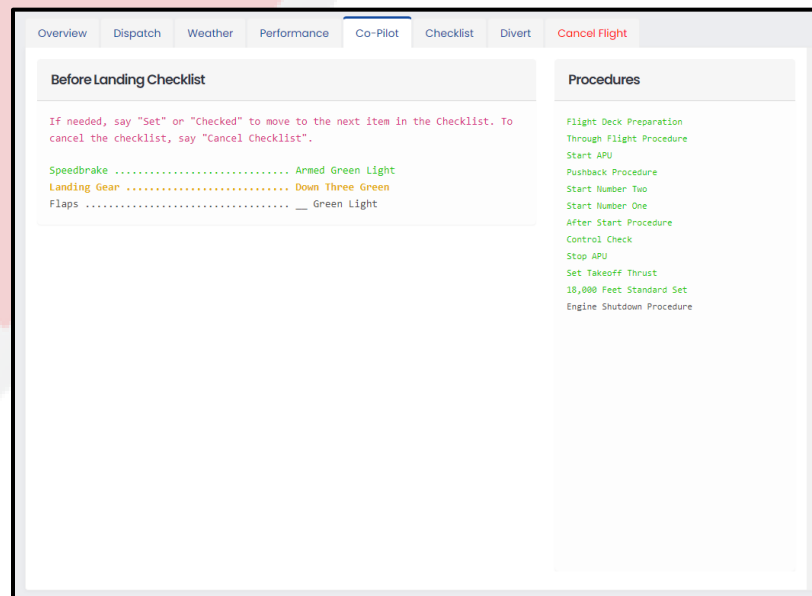 Overview Dispatch Weather Performance Co-Pilot Checklist Divert Cancel Flight
Before Landing Checklist
If needed, say "Set" or "Checked" to move to the next item in the Checklist. To
cancel the checklist, say "Cancel Checklist".
Speedbrake .............................. Armed Green Light
Landing Gear ............................ Down Three Green
Flaps ................................... __ Green Light
Procedures
Flight Deck Preparation
Through Flight Procedure
Start APU
Pushback Procedure
Start Number Two
Start Number One
After Start Procedure
Control Check
Stop APU
Set Takeoff Thrust
18,000 Feet Standard Set
Engine Shutdown Procedure